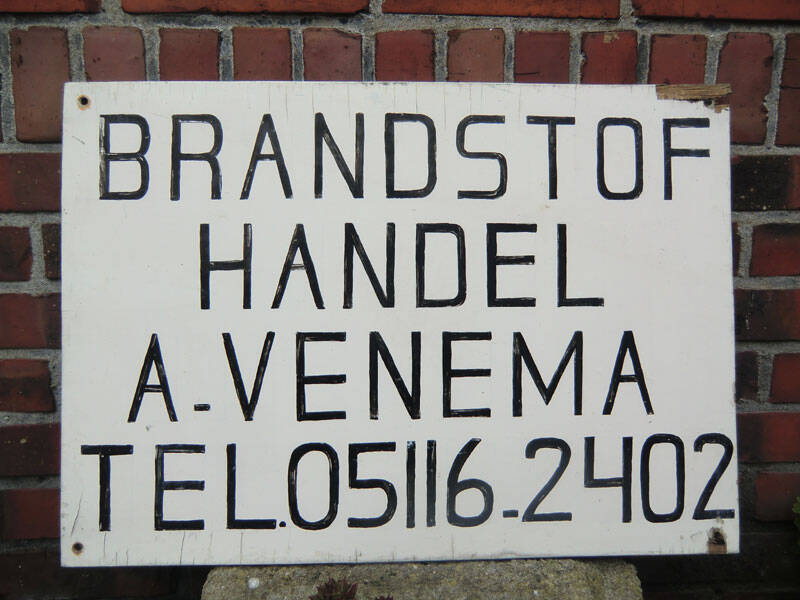 BRANDSTOF
HANDEL
A-VENEMA
TEL.05116-2402